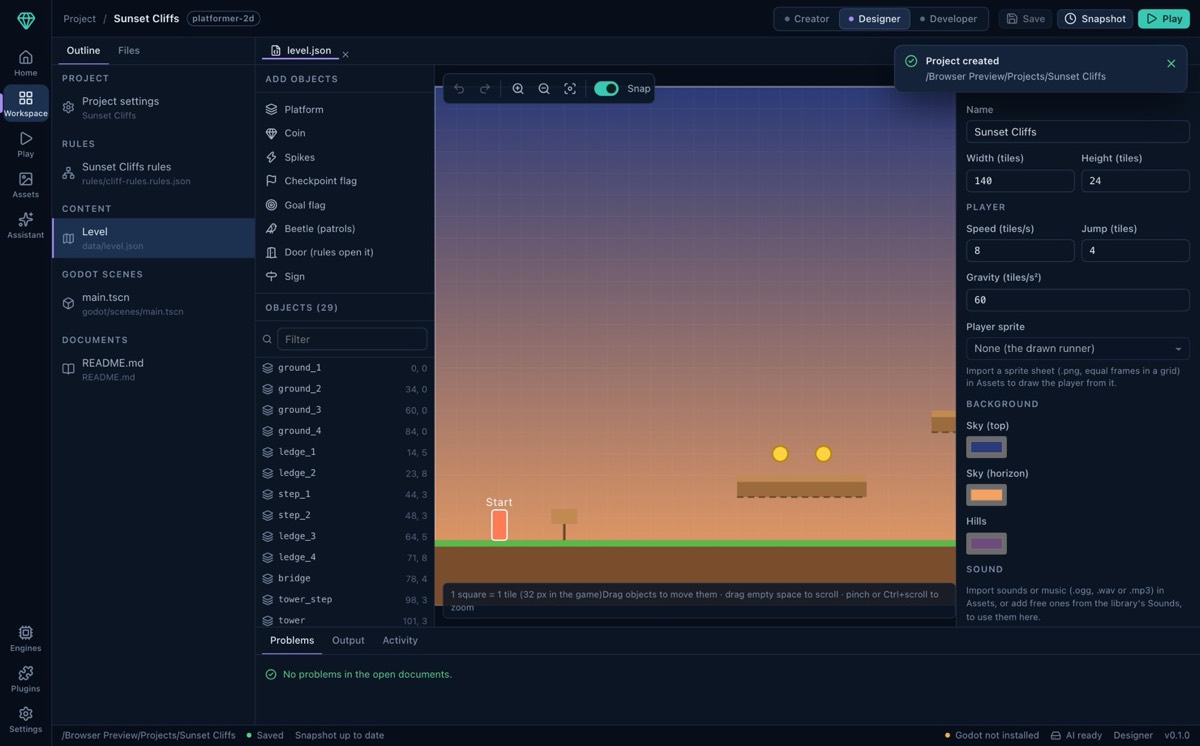 Project / Sunset Cliffs platformer-2d
Creator Designer Developer
Save Snapshot Play
Home
Workspace
Play
Assets
Assistant
Engines
Plugins
Settings
Outline Files
PROJECT
Project settings
Sunset Cliffs
RULES
Sunset Cliffs rules
rules/cliff-rules.rules.json
CONTENT
Level
data/level.json
GODOT SCENES
main.tscn
godot/scenes/main.tscn
DOCUMENTS
README.md
README.md
level.json
ADD OBJECTS
Platform
Coin
Spikes
Checkpoint flag
Goal flag
Beetle (patrols)
Door (rules open it)
Sign
OBJECTS (29)
Filter
ground_1 0, 0
ground_2 34, 0
ground_3 60, 0
ground_4 84, 0
ledge_1 14, 5
ledge_2 23, 8
step_1 44, 3
step_2 48, 3
ledge_3 64, 5
ledge_4 71, 8
bridge 78, 4
tower_step 98, 3
tower 101, 3
Snap
Start
1 square = 1 tile (32 px in the game)Drag objects to move them · drag empty space to scroll · pinch or Ctrl+scroll to
zoom
Project created
/Browser Preview/Projects/Sunset Cliffs
Name
Sunset Cliffs
Width (tiles) Height (tiles)
140 24
PLAYER
Speed (tiles/s) Jump (tiles)
8 4
Gravity (tiles/s²)
60
Player sprite
None (the drawn runner)
Import a sprite sheet (.png, equal frames in a grid)
in Assets to draw the player from it.
BACKGROUND
Sky (top)
Sky (horizon)
Hills
SOUND
Import sounds or music (.ogg, .wav or .mp3) in
Assets, or add free ones from the library's Sounds,
to use them here.
Problems Output Activity
No problems in the open documents.
/Browser Preview/Projects/Sunset Cliffs Saved Snapshot up to date
Godot not installed AI ready Designer v0.1.0